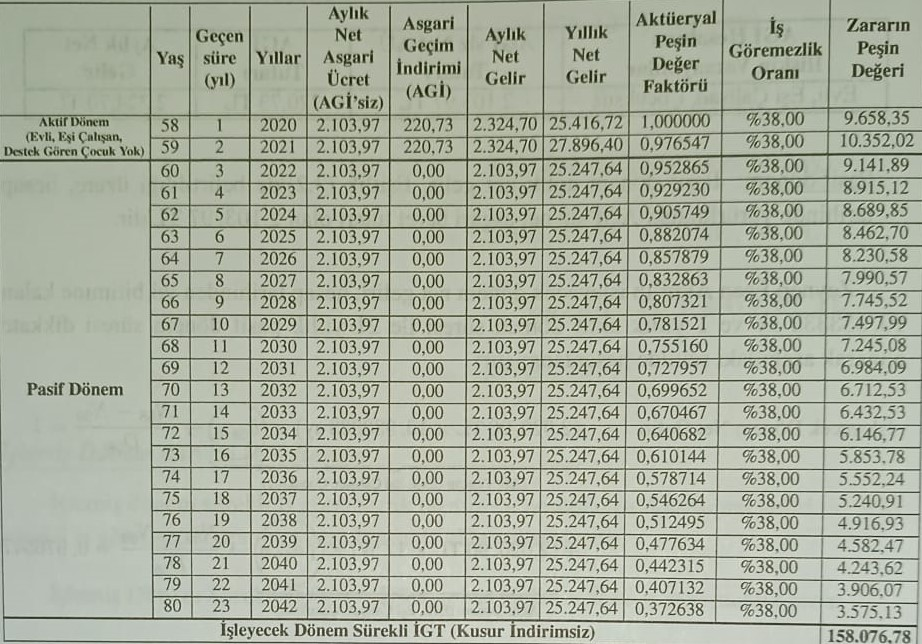 Yaş | Geçen süre (yıl) | Yıllar | Aylık Net Asgari Ücret (AGİ'siz) | Asgari Geçim İndirimi (AGİ) | Aylık Net Gelir | Yıllık Net Gelir | Aktüeryal Peşin Değer Faktörü | İş Göremezlik Oranı | Zararın Peşin Değeri
Aktif Dönem
(Evli, Eşi Çalışan,
Destek Gören Çocuk Yok)
58 1 2020 2.103,97 220,73 2.324,70 25.416,72 1,000000 %38,00 9.658,35
59 2 2021 2.103,97 220,73 2.324,70 27.896,40 0,976547 %38,00 10.352,02
Pasif Dönem
60 3 2022 2.103,97 0,00 2.103,97 25.247,64 0,952865 %38,00 9.141,89
61 4 2023 2.103,97 0,00 2.103,97 25.247,64 0,929230 %38,00 8.915,12
62 5 2024 2.103,97 0,00 2.103,97 25.247,64 0,905749 %38,00 8.689,85
63 6 2025 2.103,97 0,00 2.103,97 25.247,64 0,882074 %38,00 8.462,70
64 7 2026 2.103,97 0,00 2.103,97 25.247,64 0,857879 %38,00 8.230,58
65 8 2027 2.103,97 0,00 2.103,97 25.247,64 0,832863 %38,00 7.990,57
66 9 2028 2.103,97 0,00 2.103,97 25.247,64 0,807321 %38,00 7.745,52
67 10 2029 2.103,97 0,00 2.103,97 25.247,64 0,781521 %38,00 7.497,99
68 11 2030 2.103,97 0,00 2.103,97 25.247,64 0,755160 %38,00 7.245,08
69 12 2031 2.103,97 0,00 2.103,97 25.247,64 0,727957 %38,00 6.984,09
70 13 2032 2.103,97 0,00 2.103,97 25.247,64 0,699652 %38,00 6.712,53
71 14 2033 2.103,97 0,00 2.103,97 25.247,64 0,670467 %38,00 6.432,53
72 15 2034 2.103,97 0,00 2.103,97 25.247,64 0,640682 %38,00 6.146,77
73 16 2035 2.103,97 0,00 2.103,97 25.247,64 0,610144 %38,00 5.853,78
74 17 2036 2.103,97 0,00 2.103,97 25.247,64 0,578714 %38,00 5.552,24
75 18 2037 2.103,97 0,00 2.103,97 25.247,64 0,546264 %38,00 5.240,91
76 19 2038 2.103,97 0,00 2.103,97 25.247,64 0,512495 %38,00 4.916,93
77 20 2039 2.103,97 0,00 2.103,97 25.247,64 0,477634 %38,00 4.582,47
78 21 2040 2.103,97 0,00 2.103,97 25.247,64 0,442315 %38,00 4.243,62
79 22 2041 2.103,97 0,00 2.103,97 25.247,64 0,407132 %38,00 3.906,07
80 23 2042 2.103,97 0,00 2.103,97 25.247,64 0,372638 %38,00 3.575,13
İşleyecek Dönem Sürekli İGT (Kusur İndirimsiz) 158.076,79